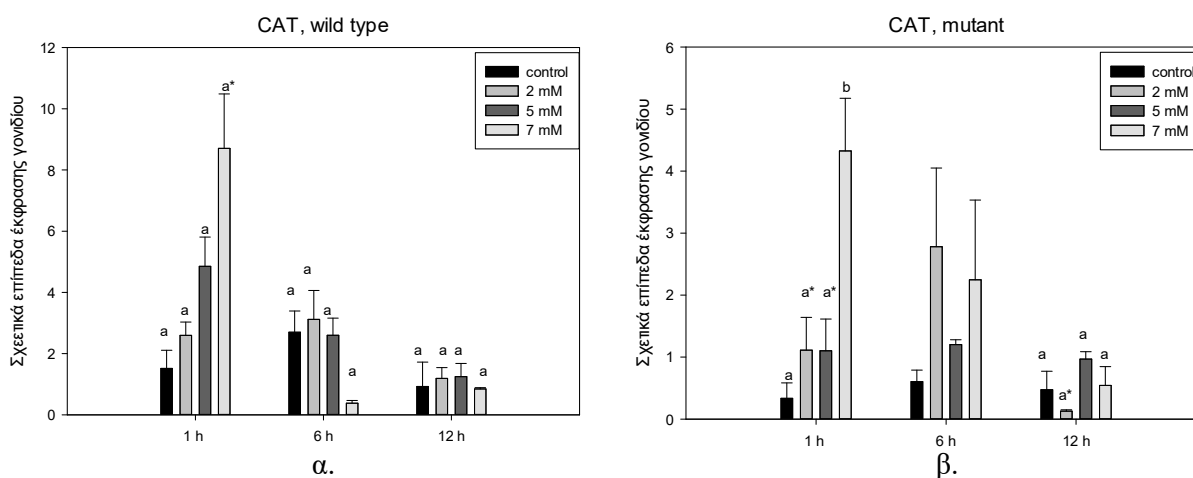 CAT, wild type
12
10
8
6
4
2
0
Σχεετικά επίπεδα έκφρασης γονιδίου
control
2 mM
5 mM
7 mM
a
a
a
a*
a
a
a
a
a
a
a
a
1 h
6 h
12 h
α.
CAT, mutant
6
5
4
3
2
1
0
Σχετικά επίπεδα έκφρασης γονιδίου
control
2 mM
5 mM
7 mM
a
a*
a*
b
a
a*
a
a
1 h
6 h
12 h
β.